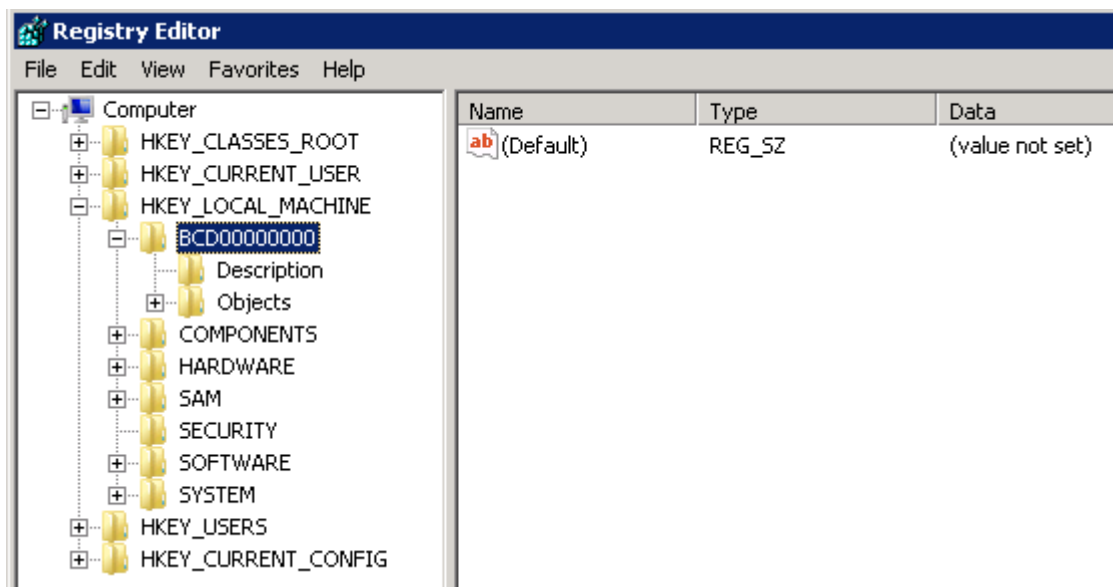 Registry Editor
File Edit View Favorites Help
Computer
HKEY_CLASSES_ROOT
HKEY_CURRENT_USER
HKEY_LOCAL_MACHINE
BCD00000000
Description
Objects
COMPONENTS
HARDWARE
SAM
SECURITY
SOFTWARE
SYSTEM
HKEY_USERS
HKEY_CURRENT_CONFIG
Name Type Data
ab (Default) REG_SZ (value not set)